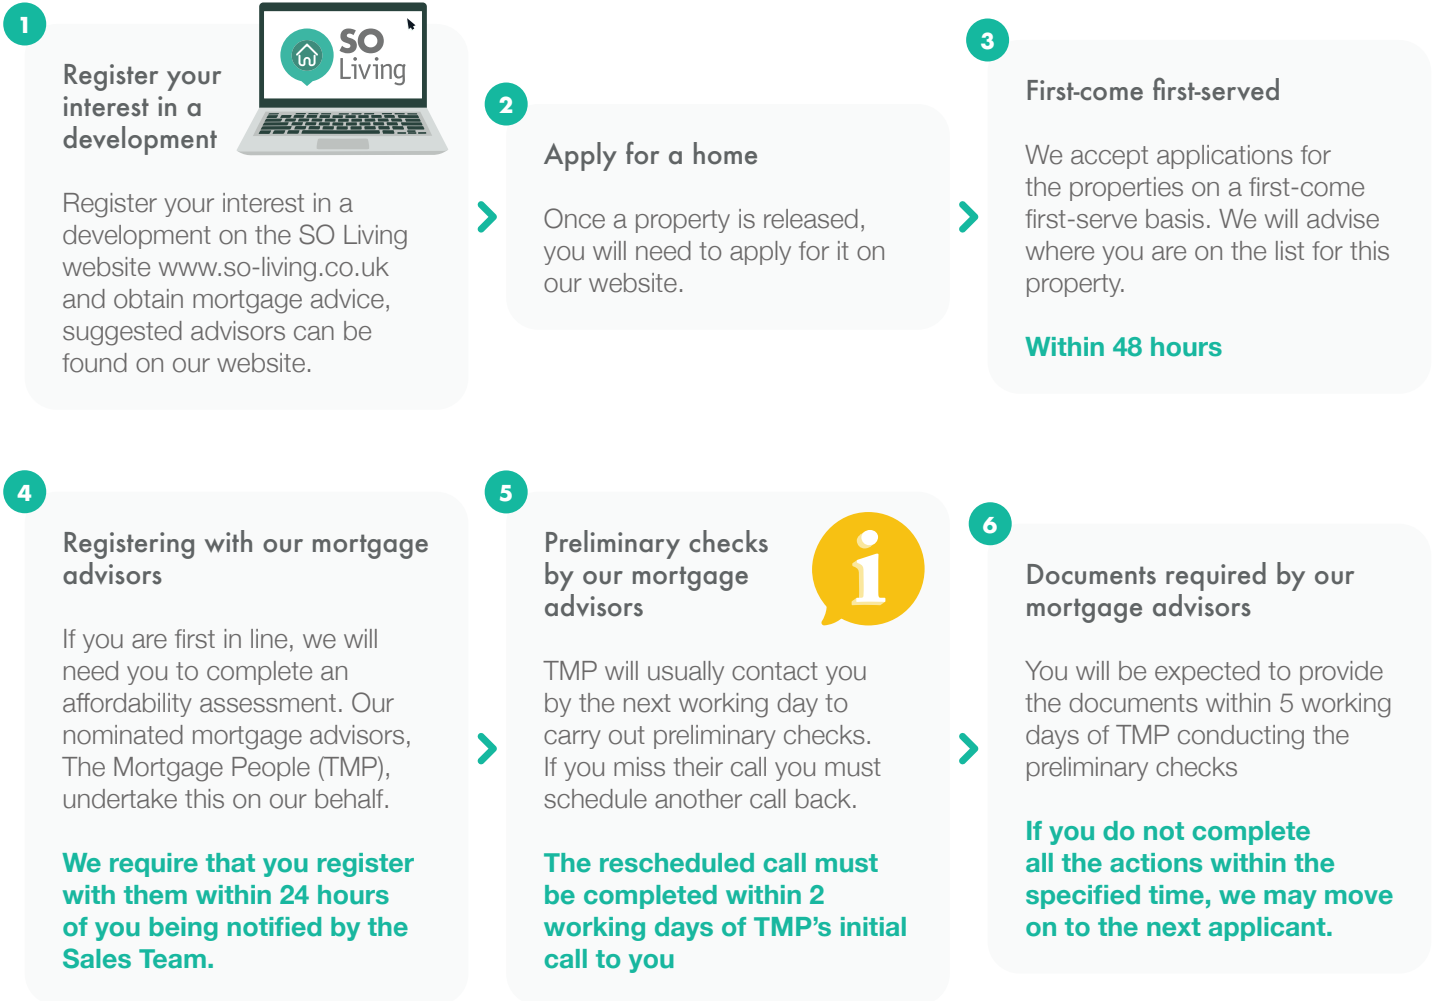 1
Register your
interest in a
development
SO
Living
Register your interest in a
development on the SO Living
website www.so-living.co.uk
and obtain mortgage advice,
suggested advisors can be
found on our website.
2
Apply for a home
Once a property is released,
you will need to apply for it on
our website.
3
First-come first-served
We accept applications for
the properties on a first-come
first-serve basis. We will advise
where you are on the list for this
property.
Within 48 hours
4
Registering with our mortgage
advisors
If you are first in line, we will
need you to complete an
affordability assessment. Our
nominated mortgage advisors,
The Mortgage People (TMP),
undertake this on our behalf.
We require that you register
with them within 24 hours
of you being notified by the
Sales Team.
5
Preliminary checks
by our mortgage
advisors
i
TMP will usually contact you
by the next working day to
carry out preliminary checks.
If you miss their call you must
schedule another call back.
The rescheduled call must
be completed within 2
working days of TMP's initial
call to you
6
Documents required by our
mortgage advisors
You will be expected to provide
the documents within 5 working
days of TMP conducting the
preliminary checks
If you do not complete
all the actions within the
specified time, we may move
on to the next applicant.